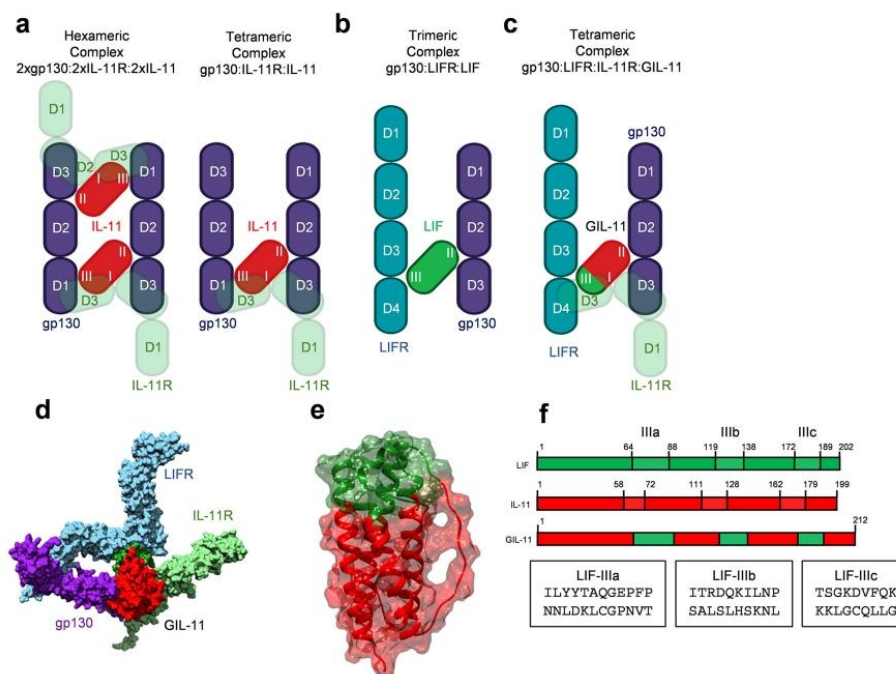 a
Hexameric
Complex
2xgp130:2xIL-11R:2xIL-11
Tetrameric
Complex
gp130:IL-11R:IL-11
b
Trimeric
Complex
gp130:LIFR:LIF
c
Tetrameric
Complex
gp130:LIFR:IL-11R:GIL-11
D1
D3
D2
D3
D1
I
III
II
D2
IL-11
D2
II
III
I
D1
D3
D3
gp130
D1
IL-11R
D3
D1
D2
IL-11
D2
II
III
I
D1
D3
D3
gp130
D1
IL-11R
D1
D1
D2
D2
LIF
D3
II
III
D3
D4
gp130
LIFR
gp130
D1
D1
D2
D2
GIL-11
D3
II
III
I
D3
D3
D4
LIFR
D1
IL-11R
d
LIFR
IL-11R
gp130
GIL-11
e
f
IIIa
IIIb
IIIc
1
64
88
119
138
172
189
202
LIF
1
58
72
111
128
162
179
199
IL-11
1
212
GIL-11
LIF-IIIa
ILYYTAQGEPFP
NNLDKLCGPNVT
LIF-IIIb
ITRDQKILNP
SALSLHSKNL
LIF-IIIc
TSGKDVFQK
KKLGCQLLG